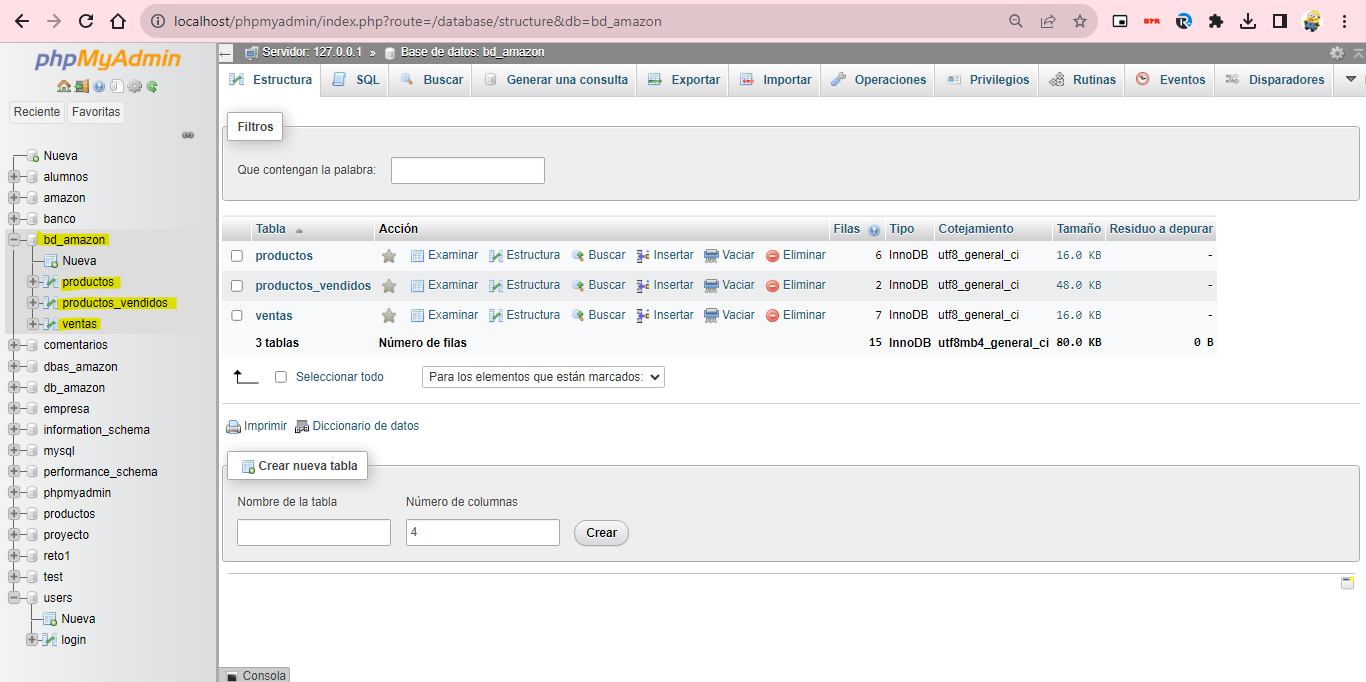 localhost/phpmyadmin/index.php?route=/database/structure&db=bd_amazon
phpMyAdmin
Reciente Favoritas
Nueva
alumnos
amazon
banco
bd_amazon
Nueva
productos
productos_vendidos
ventas
comentarios
dbas_amazon
db_amazon
empresa
information_schema
mysql
performance_schema
phpmyadmin
productos
proyecto
reto1
test
users
Nueva
login
Servidor: 127.0.0.1 » Base de datos: bd_amazon
Estructura SQL Buscar Generar una consulta Exportar Importar Operaciones Privilegios Rutinas Eventos Disparadores
Filtros
Que contengan la palabra:
Tabla Acción Filas Tipo Cotejamiento Tamaño Residuo a depurar
productos Examinar Estructura Buscar Insertar Vaciar Eliminar 6 InnoDB utf8_general_ci 16.0 KB -
productos_vendidos Examinar Estructura Buscar Insertar Vaciar Eliminar 2 InnoDB utf8_general_ci 48.0 KB -
ventas Examinar Estructura Buscar Insertar Vaciar Eliminar 7 InnoDB utf8_general_ci 16.0 KB -
3 tablas Número de filas 15 InnoDB utf8mb4_general_ci 80.0 KB 0 B
Seleccionar todo Para los elementos que están marcados:
Imprimir Diccionario de datos
Crear nueva tabla
Nombre de la tabla Número de columnas
4 Crear
Consola